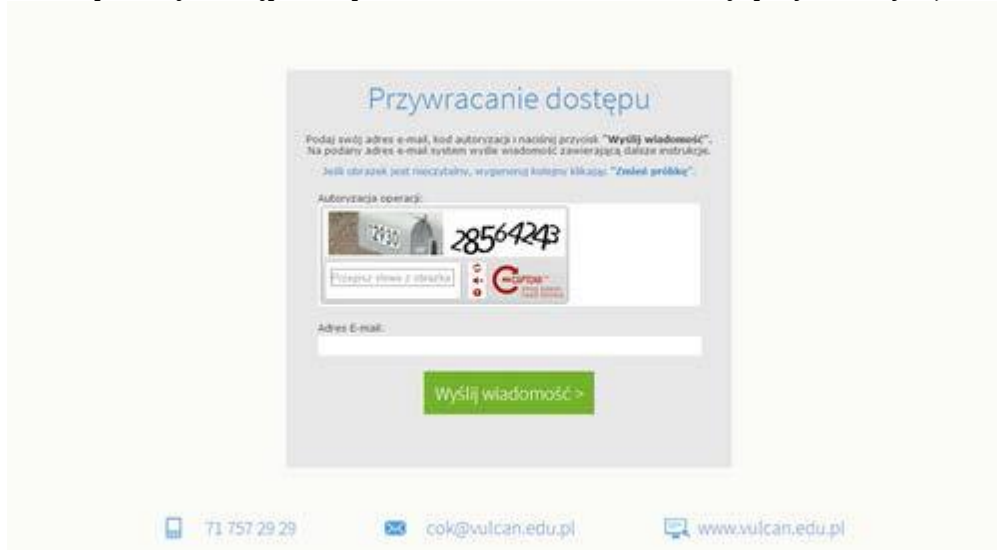 Przywracanie dostępu
Podaj swój adres e-mail, kod autoryzacji i naciśnij przycisk "Wyślij wiadomość".
Na podany adres e-mail system wyśle wiadomość zawierającą dalsze instrukcje.
Jeśli obrazek jest nieczytelny, wygeneruj kolejny klikając "Zmień próbkę".
Autoryzacja operacji:
2930 28564243
Przepisz słowa z obrazka
Adres E-mail:
Wyślij wiadomość >
71 757 29 29 cok@vulcan.edu.pl www.vulcan.edu.pl